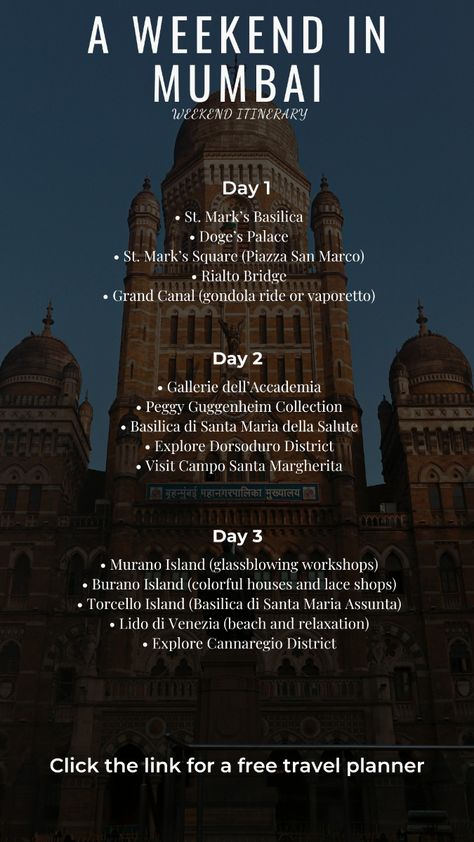 A WEEKEND IN
MUMBAI
WEEKEND ITINERARY
Day 1
• St. Mark's Basilica
• Doge's Palace
• St. Mark's Square (Piazza San Marco)
• Rialto Bridge
• Grand Canal (gondola ride or vaporetto)
Day 2
• Gallerie dell'Accademia
• Peggy Guggenheim Collection
• Basilica di Santa Maria della Salute
• Explore Dorsoduro District
• Visit Campo Santa Margherita
बृहन्मुंबई महानगरपालिका मुख्यालय
Day 3
• Murano Island (glassblowing workshops)
• Burano Island (colorful houses and lace shops)
• Torcello Island (Basilica di Santa Maria Assunta)
• Lido di Venezia (beach and relaxation)
• Explore Cannaregio District
Click the link for a free travel planner